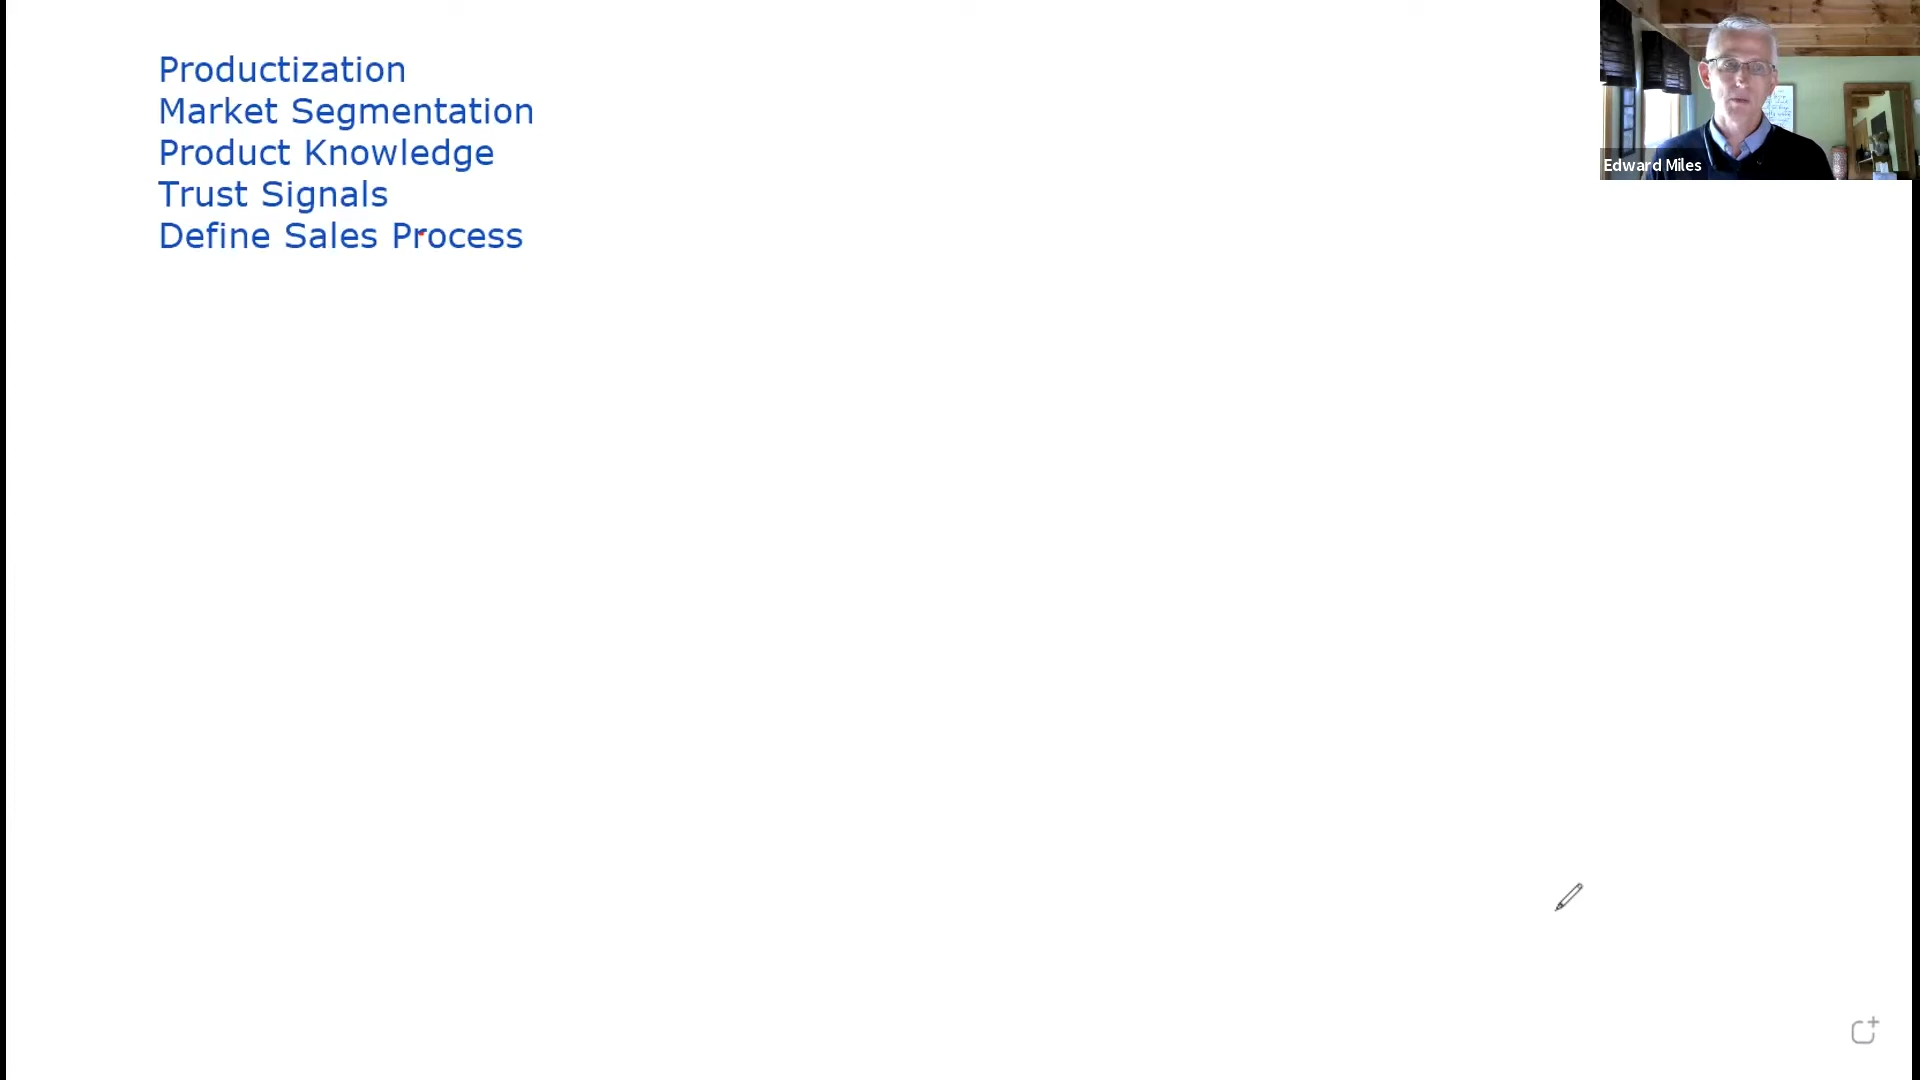 Productization
Market Segmentation
Product Knowledge
Trust Signals
Define Sales Process
Edward Miles